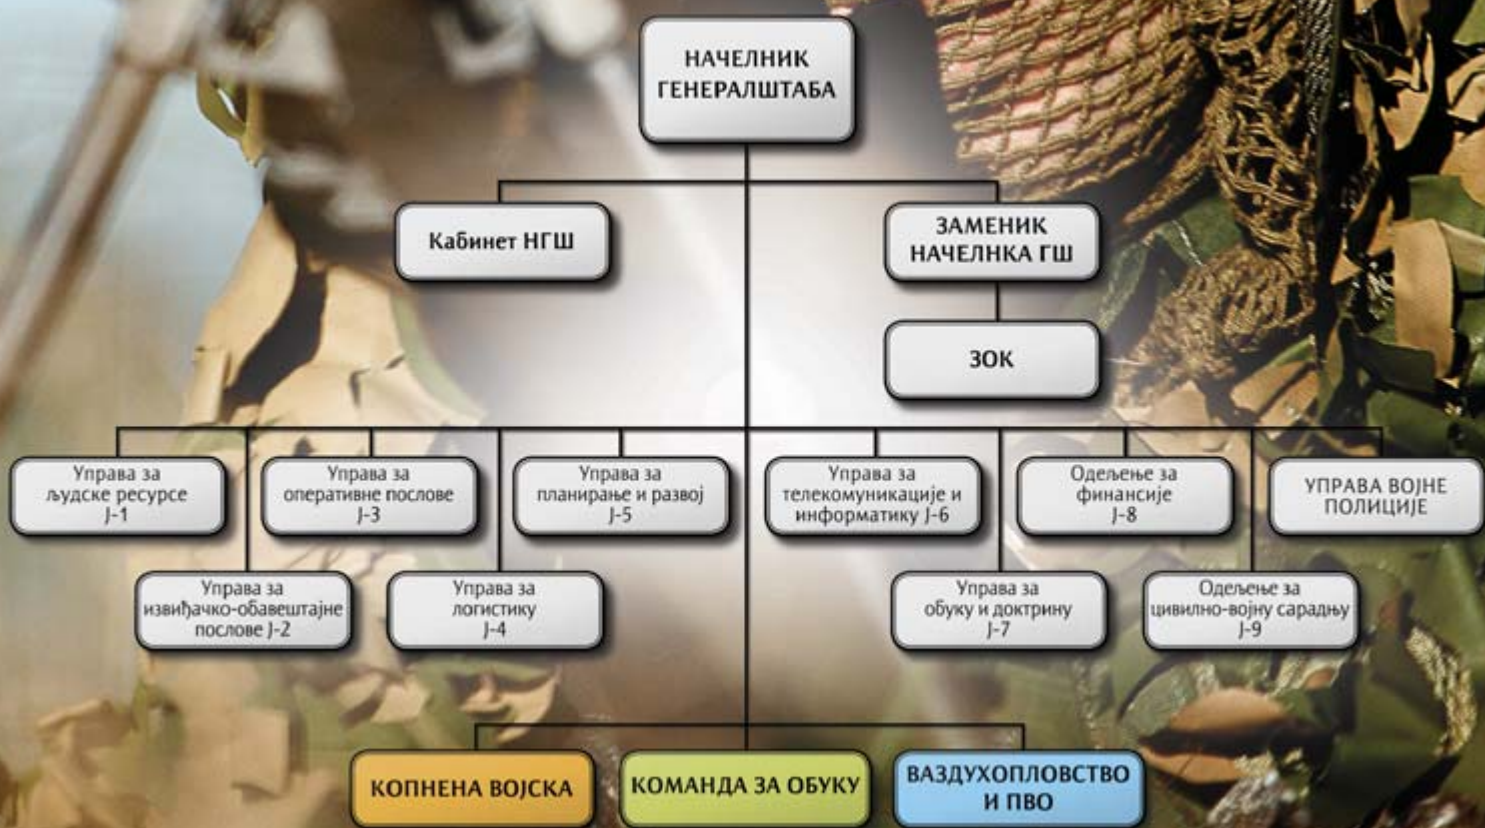 НАЧЕЛНИК
ГЕНЕРАЛШТАБА
Кабинет НГШ
ЗАМЕНИК
НАЧЕЛНКА ГШ
ЗОК
Управа за
људске ресурсе
Ј-1
Управа за
оперативне послове
Ј-3
Управа за
планирање и развој
Ј-5
Управа за
телекомуникације и
информатику Ј-6
Одељење за
финансије
Ј-8
УПРАВА ВОЈНЕ
ПОЛИЦИЈЕ
Управа за
извиђачко-обавештајне
послове Ј-2
Управа за
логистику
Ј-4
Управа за
обуку и доктрину
Ј-7
Одељење за
цивилно-војну сарадњу
Ј-9
КОПНЕНА ВОЈСКА
КОМАНДА ЗА ОБУКУ
ВАЗДУХОПЛОВСТВО
И ПВО